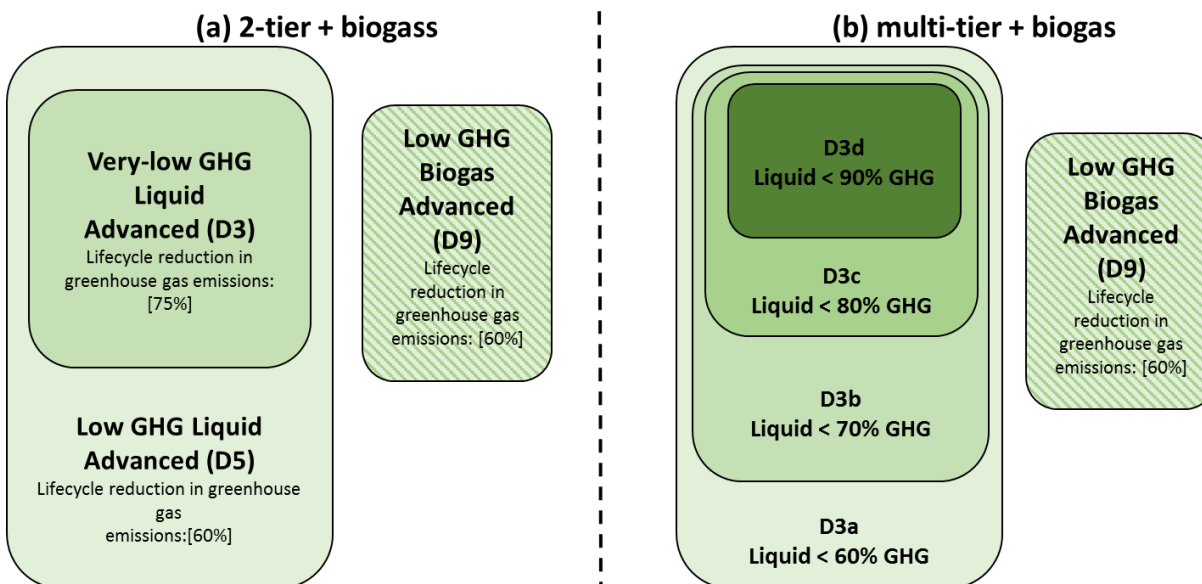 (a) 2-tier + biogass
Very-low GHG
Liquid
Advanced (D3)
Lifecycle reduction in
greenhouse gas emissions:
[75%]
Low GHG Liquid
Advanced (D5)
Lifecycle reduction in greenhouse
gas
emissions:[60%]
Low GHG
Biogas
Advanced
(D9)
Lifecycle
reduction in
greenhouse gas
emissions: [60%]
(b) multi-tier + biogas
D3d
Liquid < 90% GHG
D3c
Liquid < 80% GHG
D3b
Liquid < 70% GHG
D3a
Liquid < 60% GHG
Low GHG
Biogas
Advanced
(D9)
Lifecycle
reduction in
greenhouse gas
emissions: [60%]